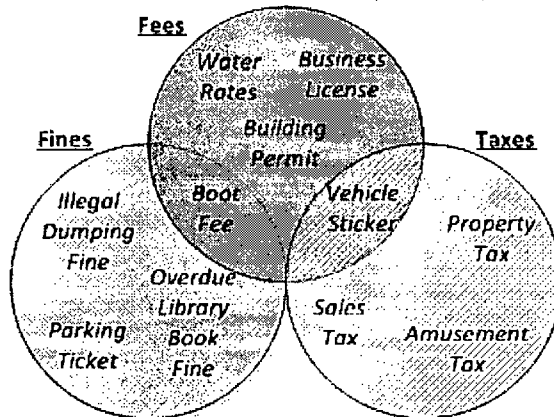 Fees
Water
Rates
Business
License
Building
Permit
Fines
Taxes
Boot
Fee
Vehicle
Sticker
Illegal
Dumping
Fine
Property
Tax
Overdue
Library
Book
Fine
Sales
Tax
Parking
Ticket
Amusement
Tax